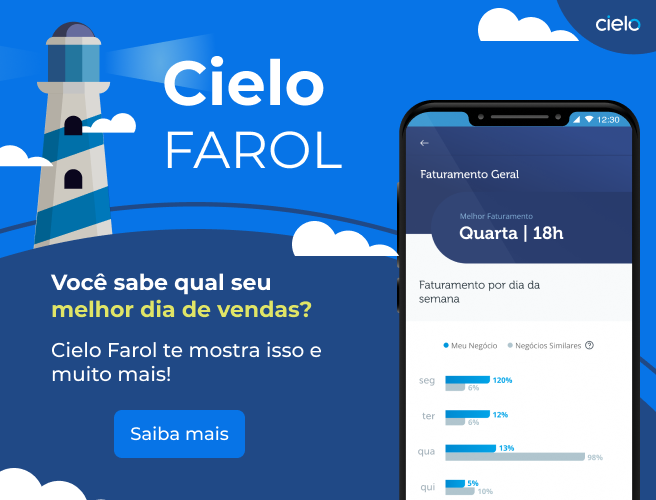 cielo
Cielo
FAROL
Você sabe qual seu
melhor dia de vendas?
Cielo Farol te mostra isso e
muito mais!
Saiba mais
12:30
Faturamento Geral
Melhor Faturamento
Quarta | 18h
Faturamento por dia da
semana
Meu Negócio Negócios Similares ?
seg 120%
6%
ter 12%
6%
qua 13%
98%
qui 5%
10%